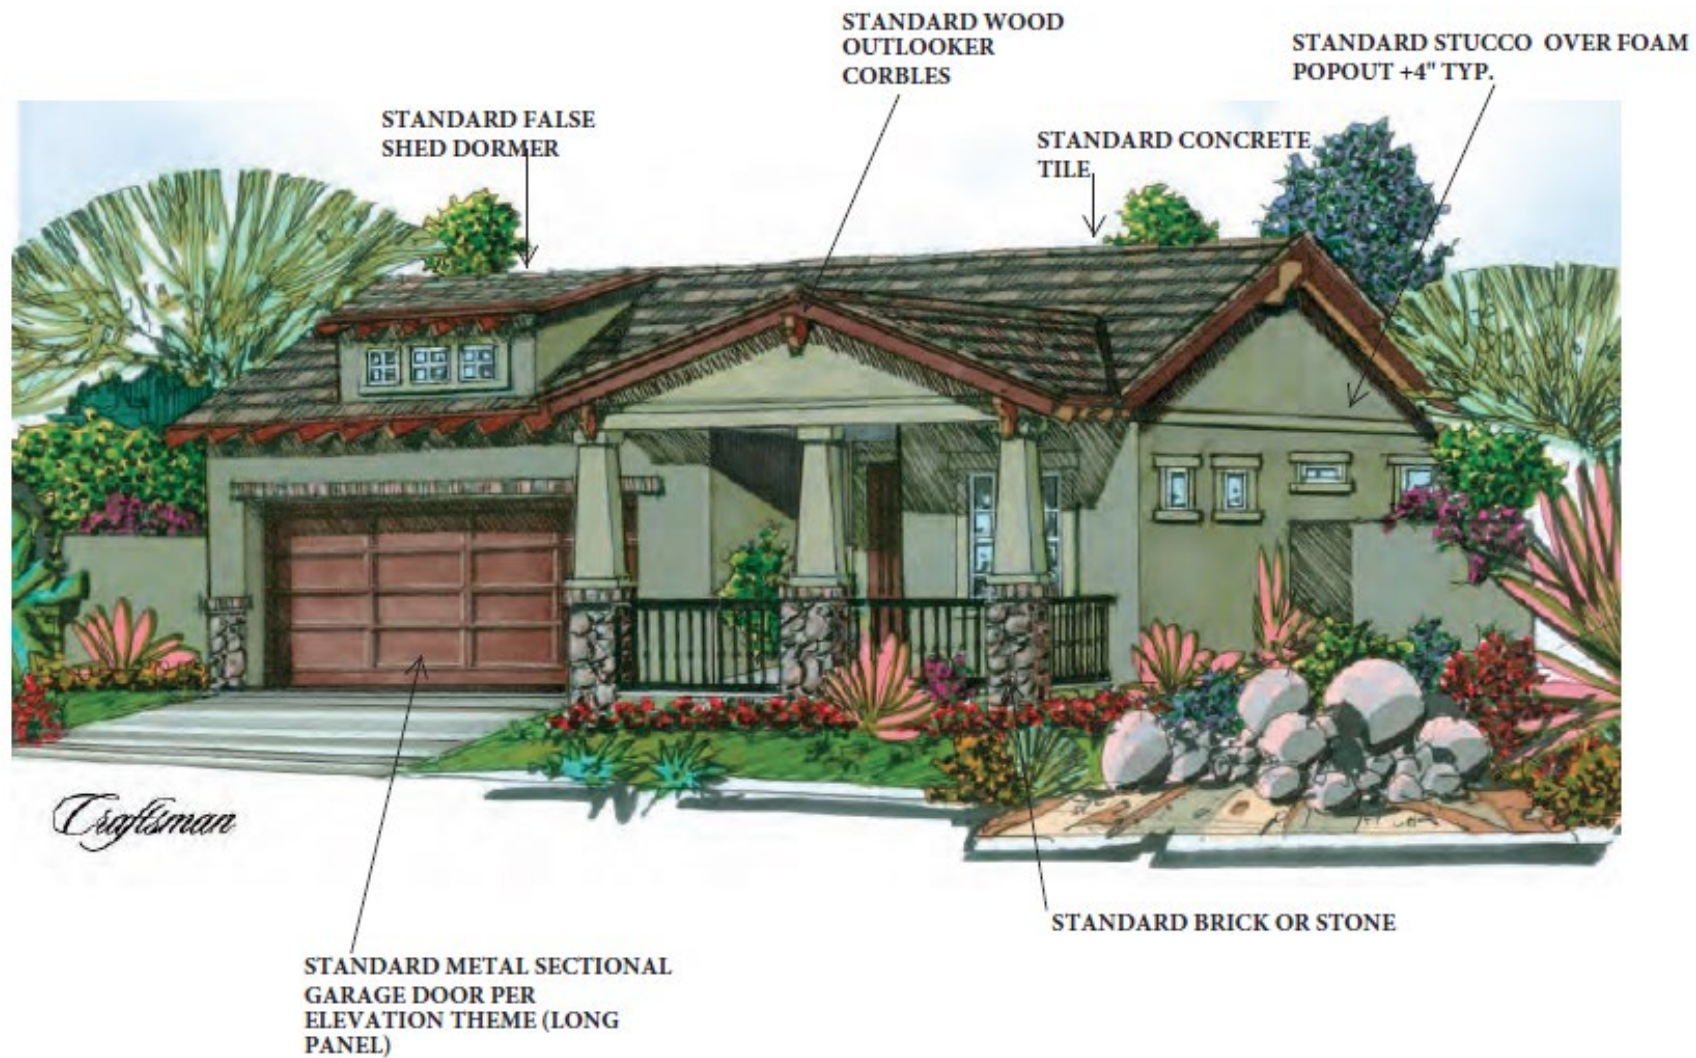 STANDARD WOOD
OUTLOOKER
CORBLES
STANDARD STUCCO OVER FOAM
POPOUT +4" TYP.
STANDARD FALSE
SHED DORMER
STANDARD CONCRETE
TILE
Craftsman
STANDARD BRICK OR STONE
STANDARD METAL SECTIONAL
GARAGE DOOR PER
ELEVATION THEME (LONG
PANEL)